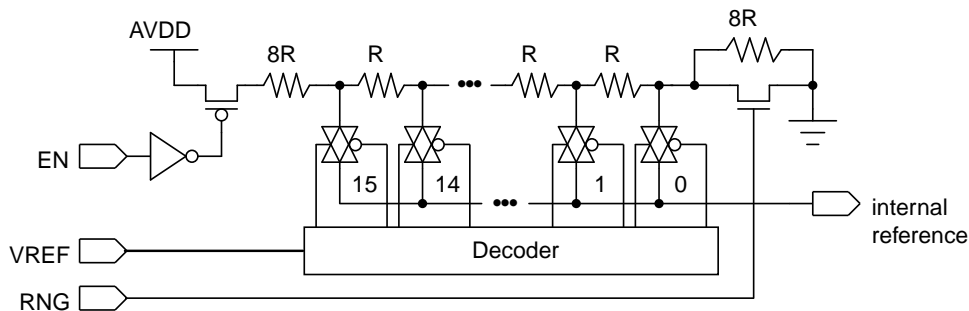 AVDD
8R
R
R
R
8R
EN
15
14
1
0
internal
reference
VREF
Decoder
RNG